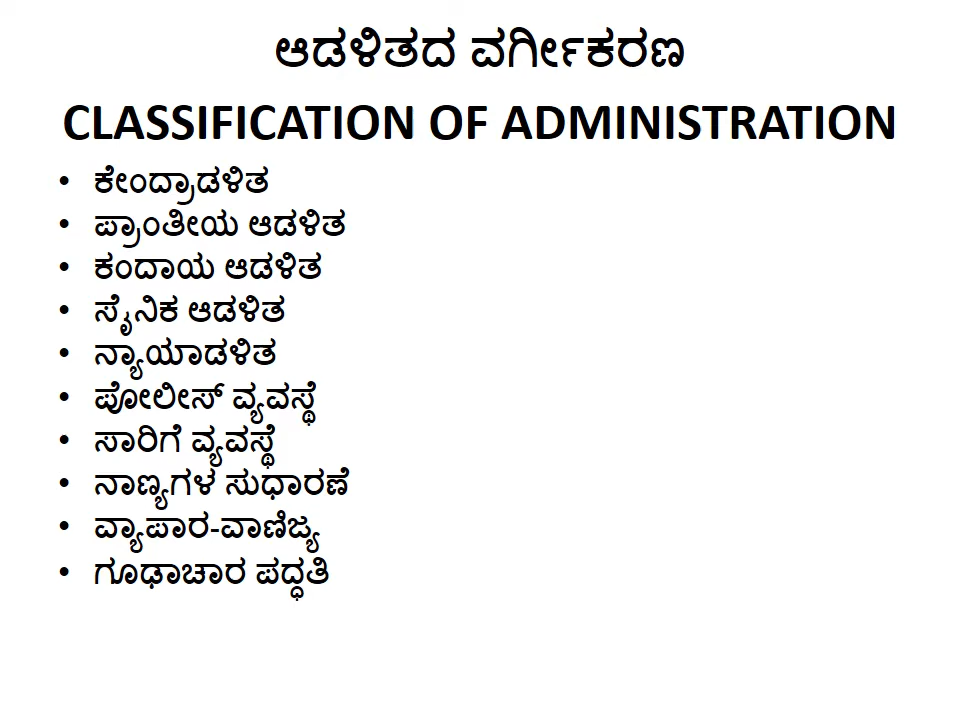 ಆಡಳಿತದ ವರ್ಗೀಕರಣ
CLASSIFICATION OF ADMINISTRATION
• ಕೇಂದ್ರಾಡಳಿತ
• ಪ್ರಾಂತೀಯ ಆಡಳಿತ
• ಕಂದಾಯ ಆಡಳಿತ
• ಸೈನಿಕ ಆಡಳಿತ
• ನ್ಯಾಯಾಡಳಿತ
• ಪೋಲೀಸ್ ವ್ಯವಸ್ಥೆ
• ಸಾರಿಗೆ ವ್ಯವಸ್ಥೆ
• ನಾಣ್ಯಗಳ ಸುಧಾರಣೆ
• ವ್ಯಾಪಾರ-ವಾಣಿಜ್ಯ
• ಗೂಢಾಚಾರ ಪದ್ಧತಿ